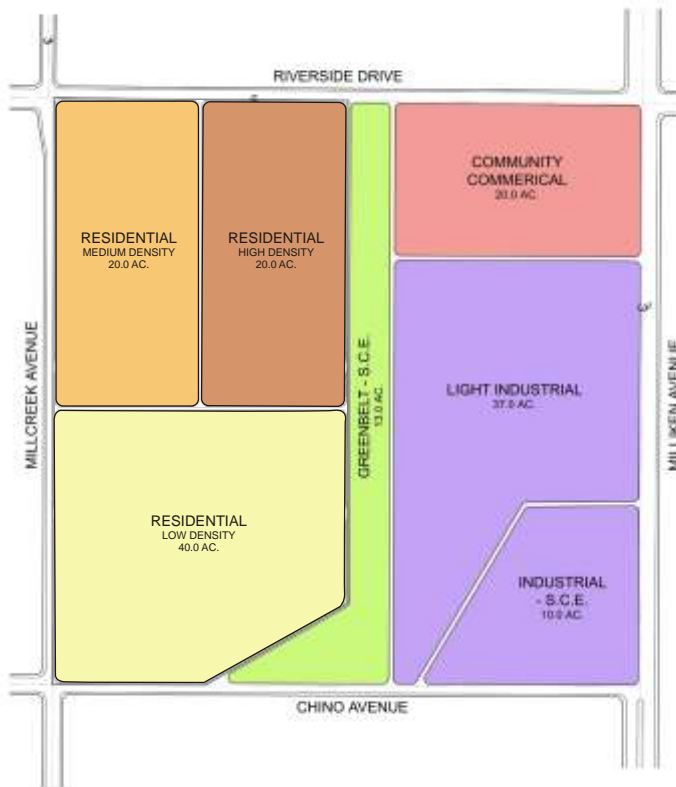 RIVERSIDE DRIVE
RESIDENTIAL
MEDIUM DENSITY
20.0 AC.
RESIDENTIAL
HIGH DENSITY
20.0 AC.
COMMUNITY
COMMERICAL
20.0 AC.
MILLCREEK AVENUE
GREENBELT - S.C.E.
13.0 AC.
LIGHT INDUSTRIAL
37.0 AC.
MILLIKEN AVENUE
RESIDENTIAL
LOW DENSITY
40.0 AC.
INDUSTRIAL
- S.C.E.
10.0 AC.
CHINO AVENUE